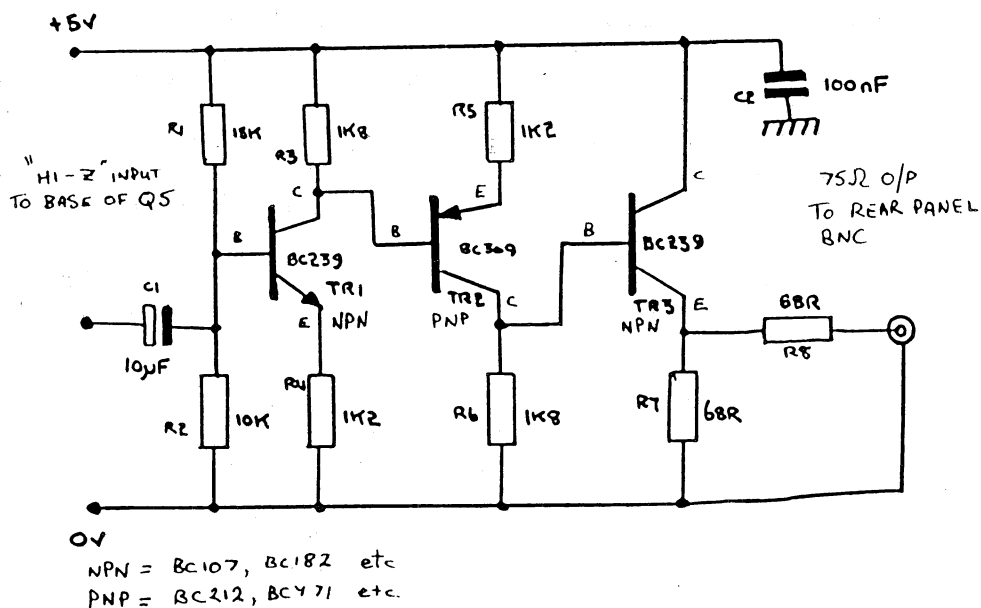 +5V
R1
18K
R3
1K8
R5
1K2
C2
100nF
"HI-Z" INPUT
TO BASE OF Q5
75Ω O/P
TO REAR PANEL
BNC
C
B
BC239
TR1
E
NPN
B
E
BC309
TR2
PNP
C
B
C
BC239
TR3
NPN
E
C1
10µF
R2
10K
R4
1K2
R6
1K8
R7
68R
68R
R8
0V
NPN = BC107, BC182 etc
PNP = BC212, BCY71 etc.